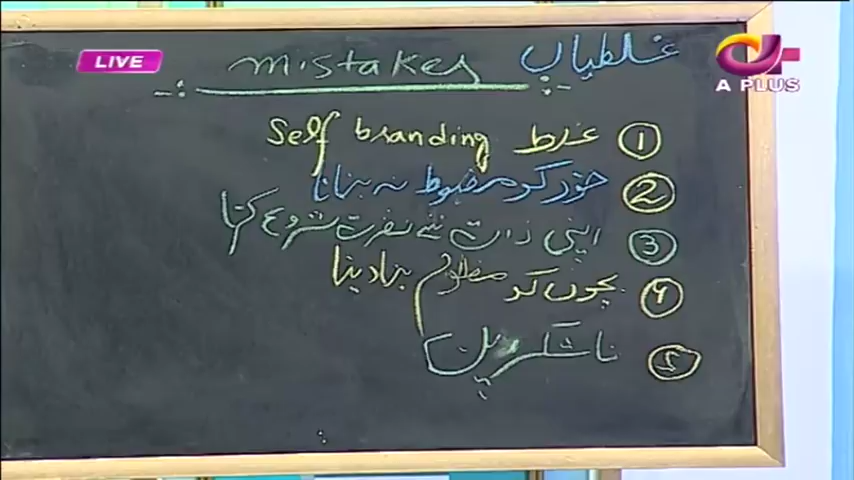 LIVE
A PLUS
غلطیاں Mistakes
① غلط Self branding
② خود کو مضبوط نہ بنانا
③ اپنی ذات سے نفرت شروع کرنا
④ بچوں کو مظلوم بنا دینا
⑤ ناشکرپن